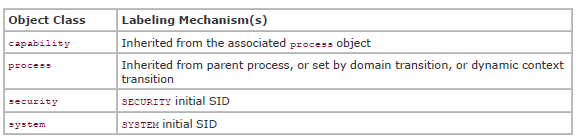 Object Class Labeling Mechanism(s)
capability Inherited from the associated process object
process Inherited from parent process, or set by domain transition, or dynamic context
transition
security SECURITY initial SID
system SYSTEM initial SID